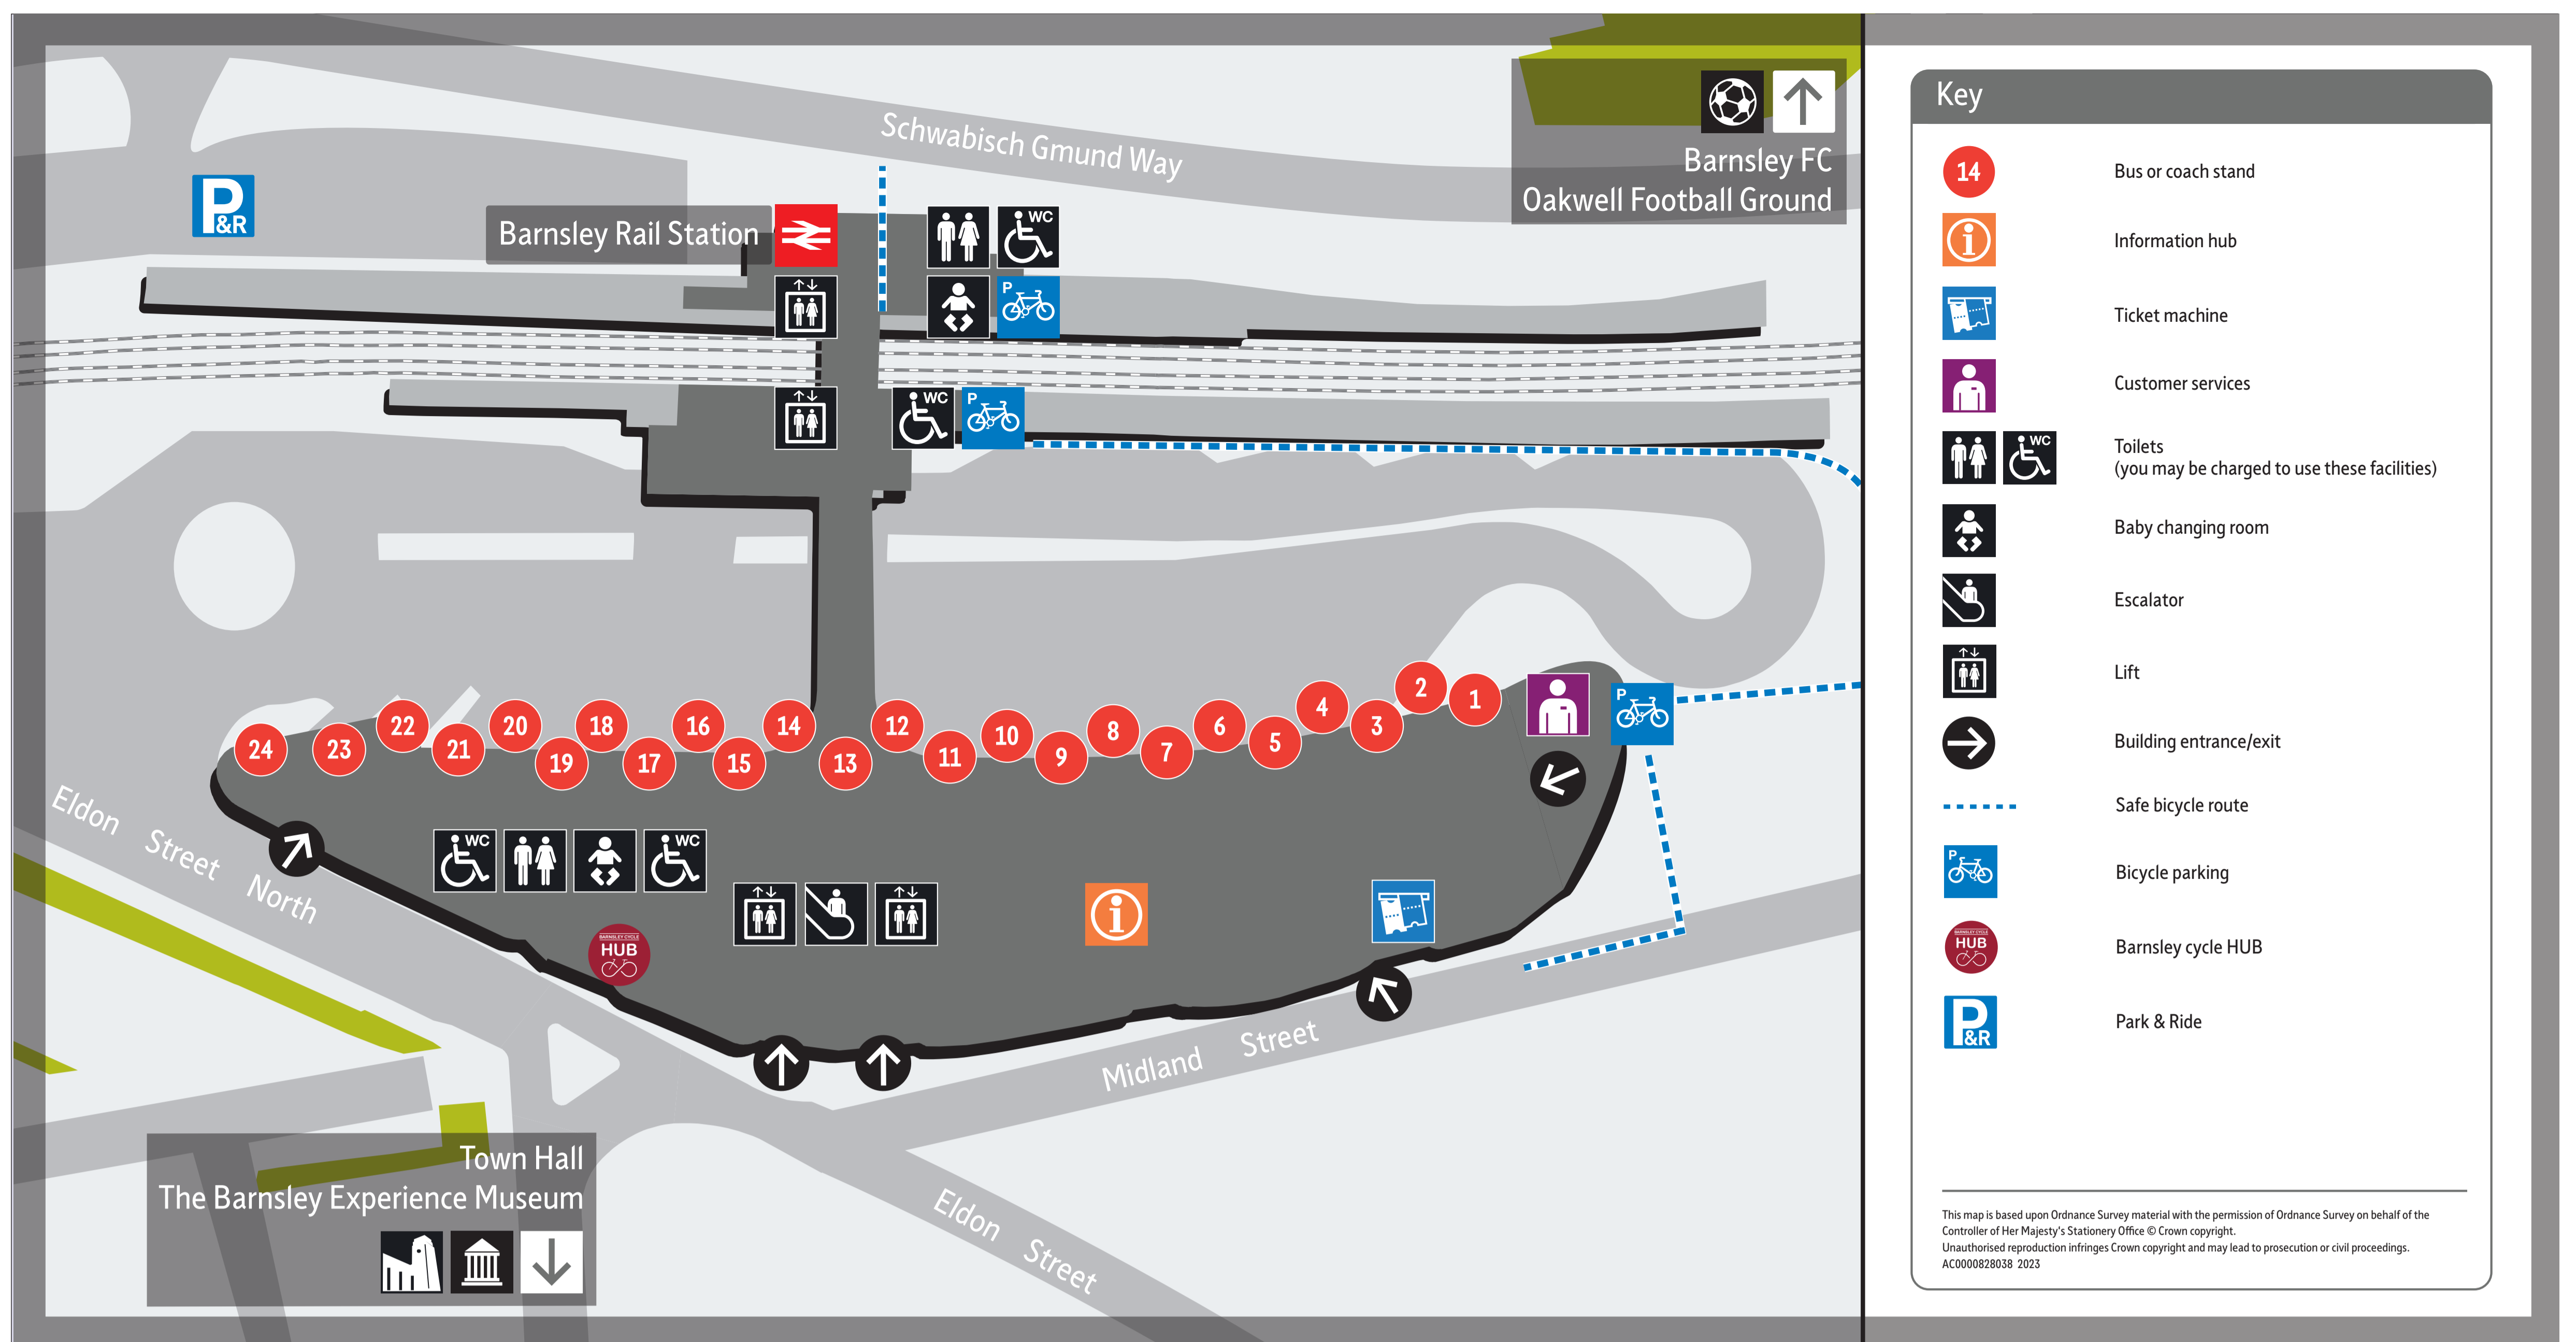 Schwabisch Gmund Way
Barnsley FC
Oakwell Football Ground
P&R
Barnsley Rail Station
WC
P
WC
P
22
20
18
16
14
12
10
8
6
4
2
1
24
23
21
19
17
15
13
11
9
7
5
3
P
Eldon Street North
WC
WC
BARNSLEY CYCLE
HUB
i
Midland Street
Town Hall
The Barnsley Experience Museum
Eldon Street
Key
14 Bus or coach stand
i Information hub
Ticket machine
Customer services
WC Toilets
(you may be charged to use these facilities)
Baby changing room
Escalator
Lift
Building entrance/exit
Safe bicycle route
P Bicycle parking
BARNSLEY CYCLE
HUB Barnsley cycle HUB
P&R Park & Ride
This map is based upon Ordnance Survey material with the permission of Ordnance Survey on behalf of the
Controller of Her Majesty's Stationery Office © Crown copyright.
Unauthorised reproduction infringes Crown copyright and may lead to prosecution or civil proceedings.
AC0000828038 2023